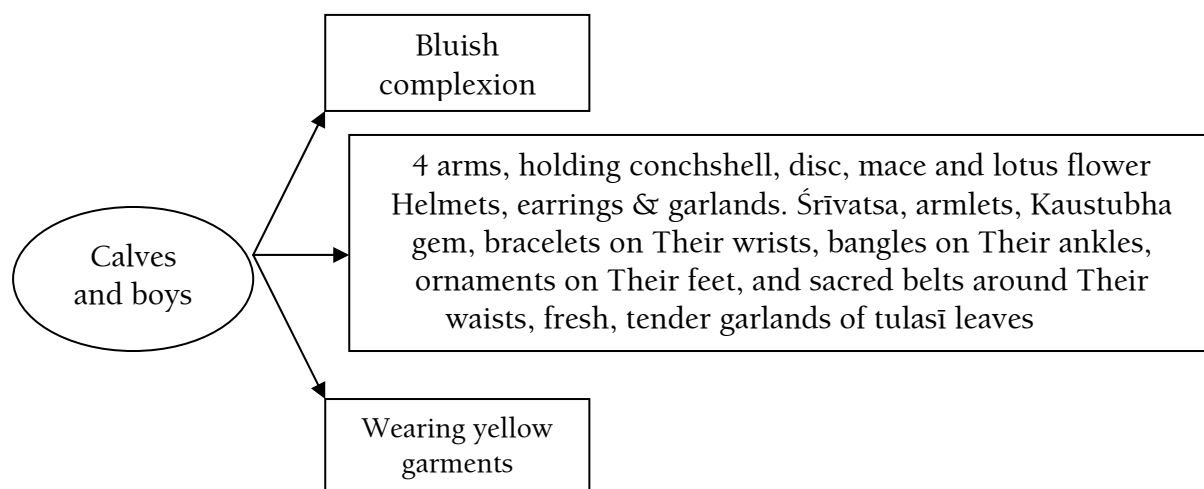 Bluish
complexion
4 arms, holding conchshell, disc, mace and lotus flower
Helmets, earrings & garlands. Śrīvatsa, armlets, Kaustubha
gem, bracelets on Their wrists, bangles on Their ankles,
ornaments on Their feet, and sacred belts around Their
waists, fresh, tender garlands of tulasī leaves
Calves
and boys
Wearing yellow
garments